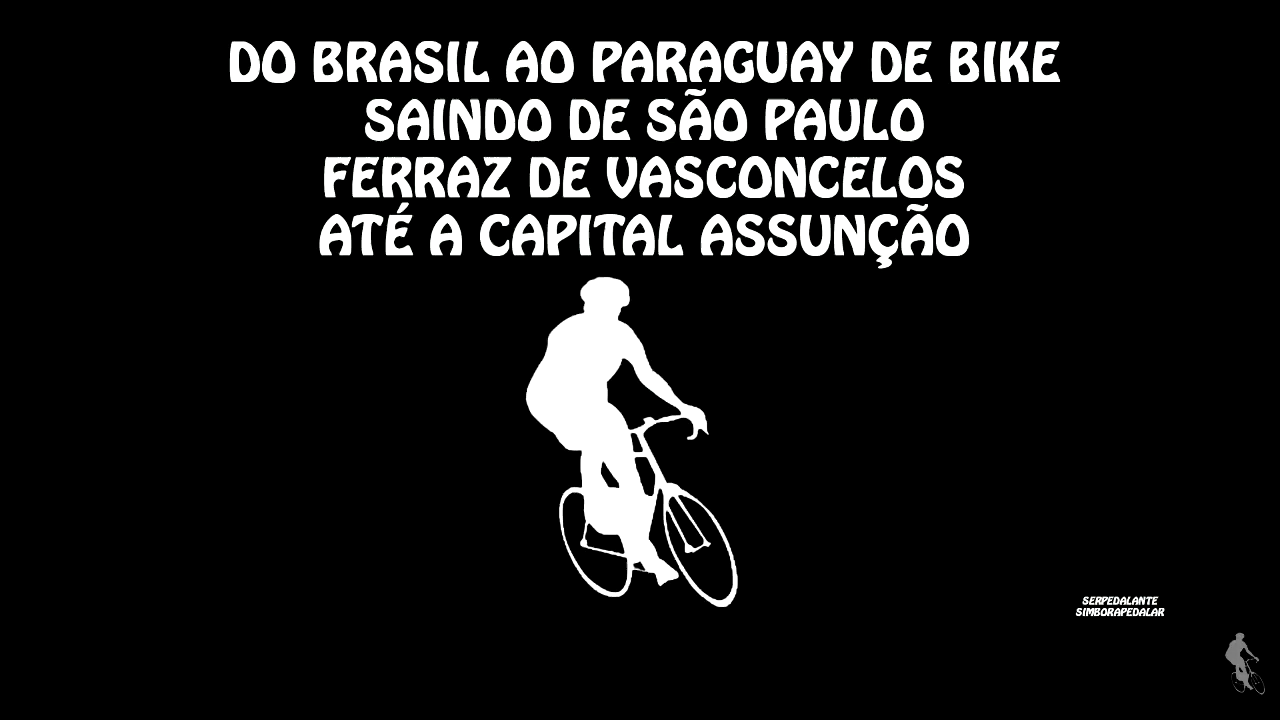 DO BRASIL AO PARAGUAY DE BIKE
SAINDO DE SÃO PAULO
FERRAZ DE VASCONCELOS
ATÉ A CAPITAL ASSUNÇÃO
SERPEDALANTE
SIMBORAPEDALAR